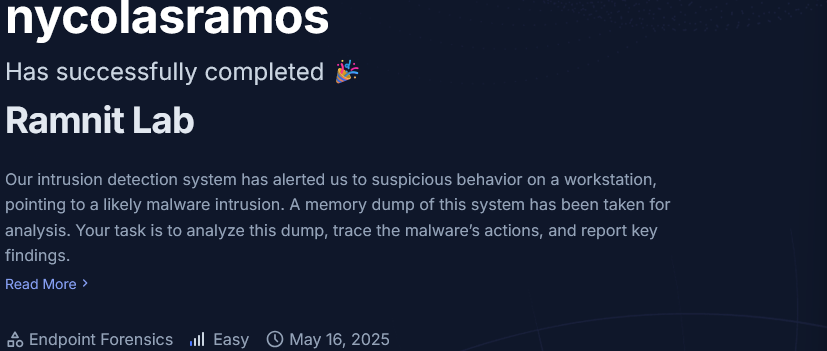 nycolasramos
Has successfully completed 🎉
Ramnit Lab
Our intrusion detection system has alerted us to suspicious behavior on a workstation,
pointing to a likely malware intrusion. A memory dump of this system has been taken for
analysis. Your task is to analyze this dump, trace the malware’s actions, and report key
findings.
Read More
Endpoint Forensics Easy May 16, 2025